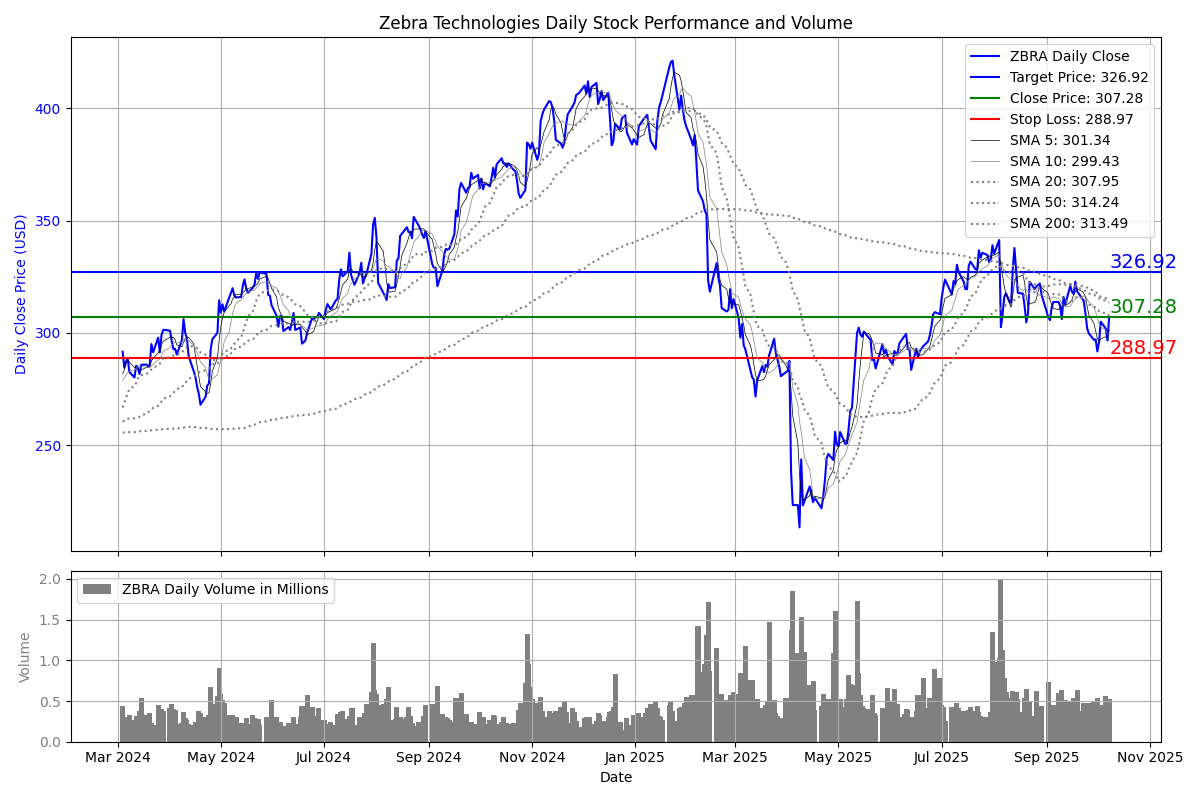 Zebra Technologies Daily Stock Performance and Volume
Daily Close Price (USD)
400
350
300
250
ZBRA Daily Close
Target Price: 326.92
Close Price: 307.28
Stop Loss: 288.97
SMA 5: 301.34
SMA 10: 299.43
SMA 20: 307.95
SMA 50: 314.24
SMA 200: 313.49
326.92
307.28
288.97
Volume
2.0
1.5
1.0
0.5
0.0
ZBRA Daily Volume in Millions
Mar 2024 May 2024 Jul 2024 Sep 2024 Nov 2024 Jan 2025 Mar 2025 May 2025 Jul 2025 Sep 2025 Nov 2025
Date